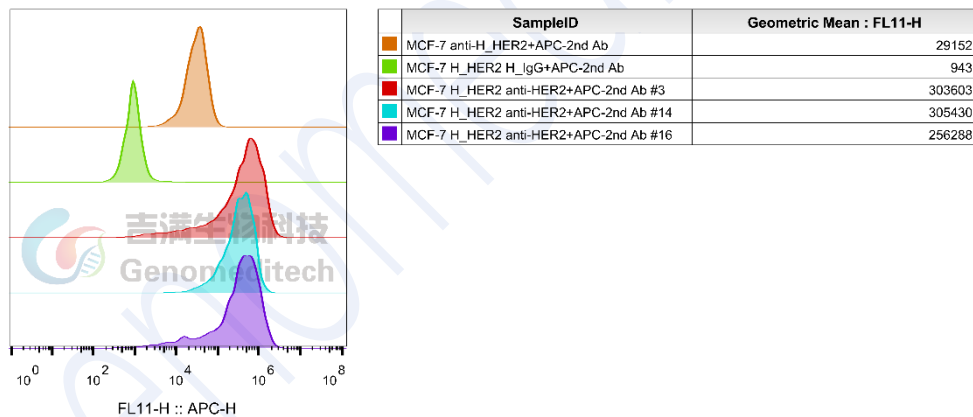 SampleID Geometric Mean : FL11-H
MCF-7 anti-H_HER2+APC-2nd Ab 29152
MCF-7 H_HER2 H_IgG+APC-2nd Ab 943
MCF-7 H_HER2 anti-HER2+APC-2nd Ab #3 303603
MCF-7 H_HER2 anti-HER2+APC-2nd Ab #14 305430
MCF-7 H_HER2 anti-HER2+APC-2nd Ab #16 256288
吉满生物科技
Genomeditech
10^0 10^2 10^4 10^6 10^8
FL11-H :: APC-H